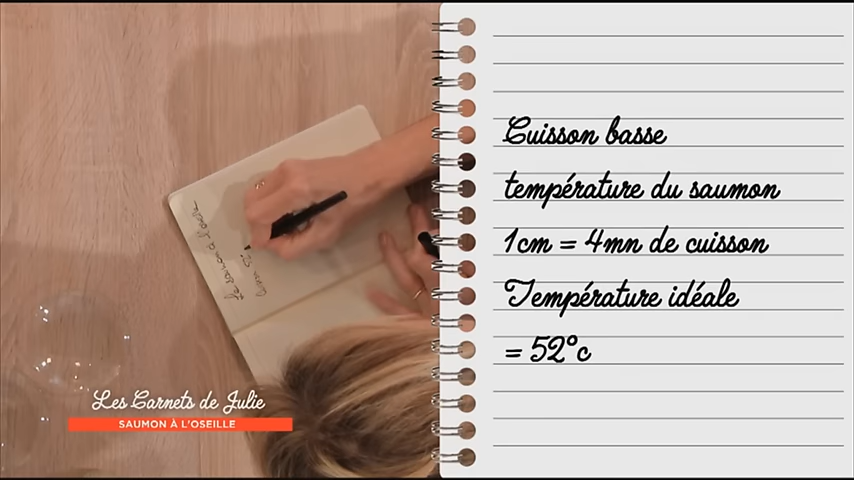 Cuisson basse
température du saumon
1cm = 4mn de cuisson
Température idéale
= 52°c
Les Carnets de Julie
SAUMON À L'OSEILLE